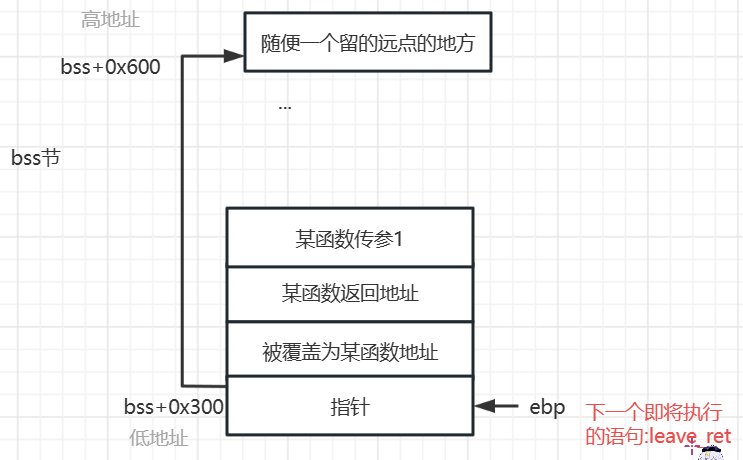 高地址
随便一个留的远点的地方
bss+0x600
...
bss节
某函数传参1
某函数返回地址
被覆盖为某函数地址
bss+0x300
指针
ebp
下一个即将执行
的语句:leave_ret
低地址